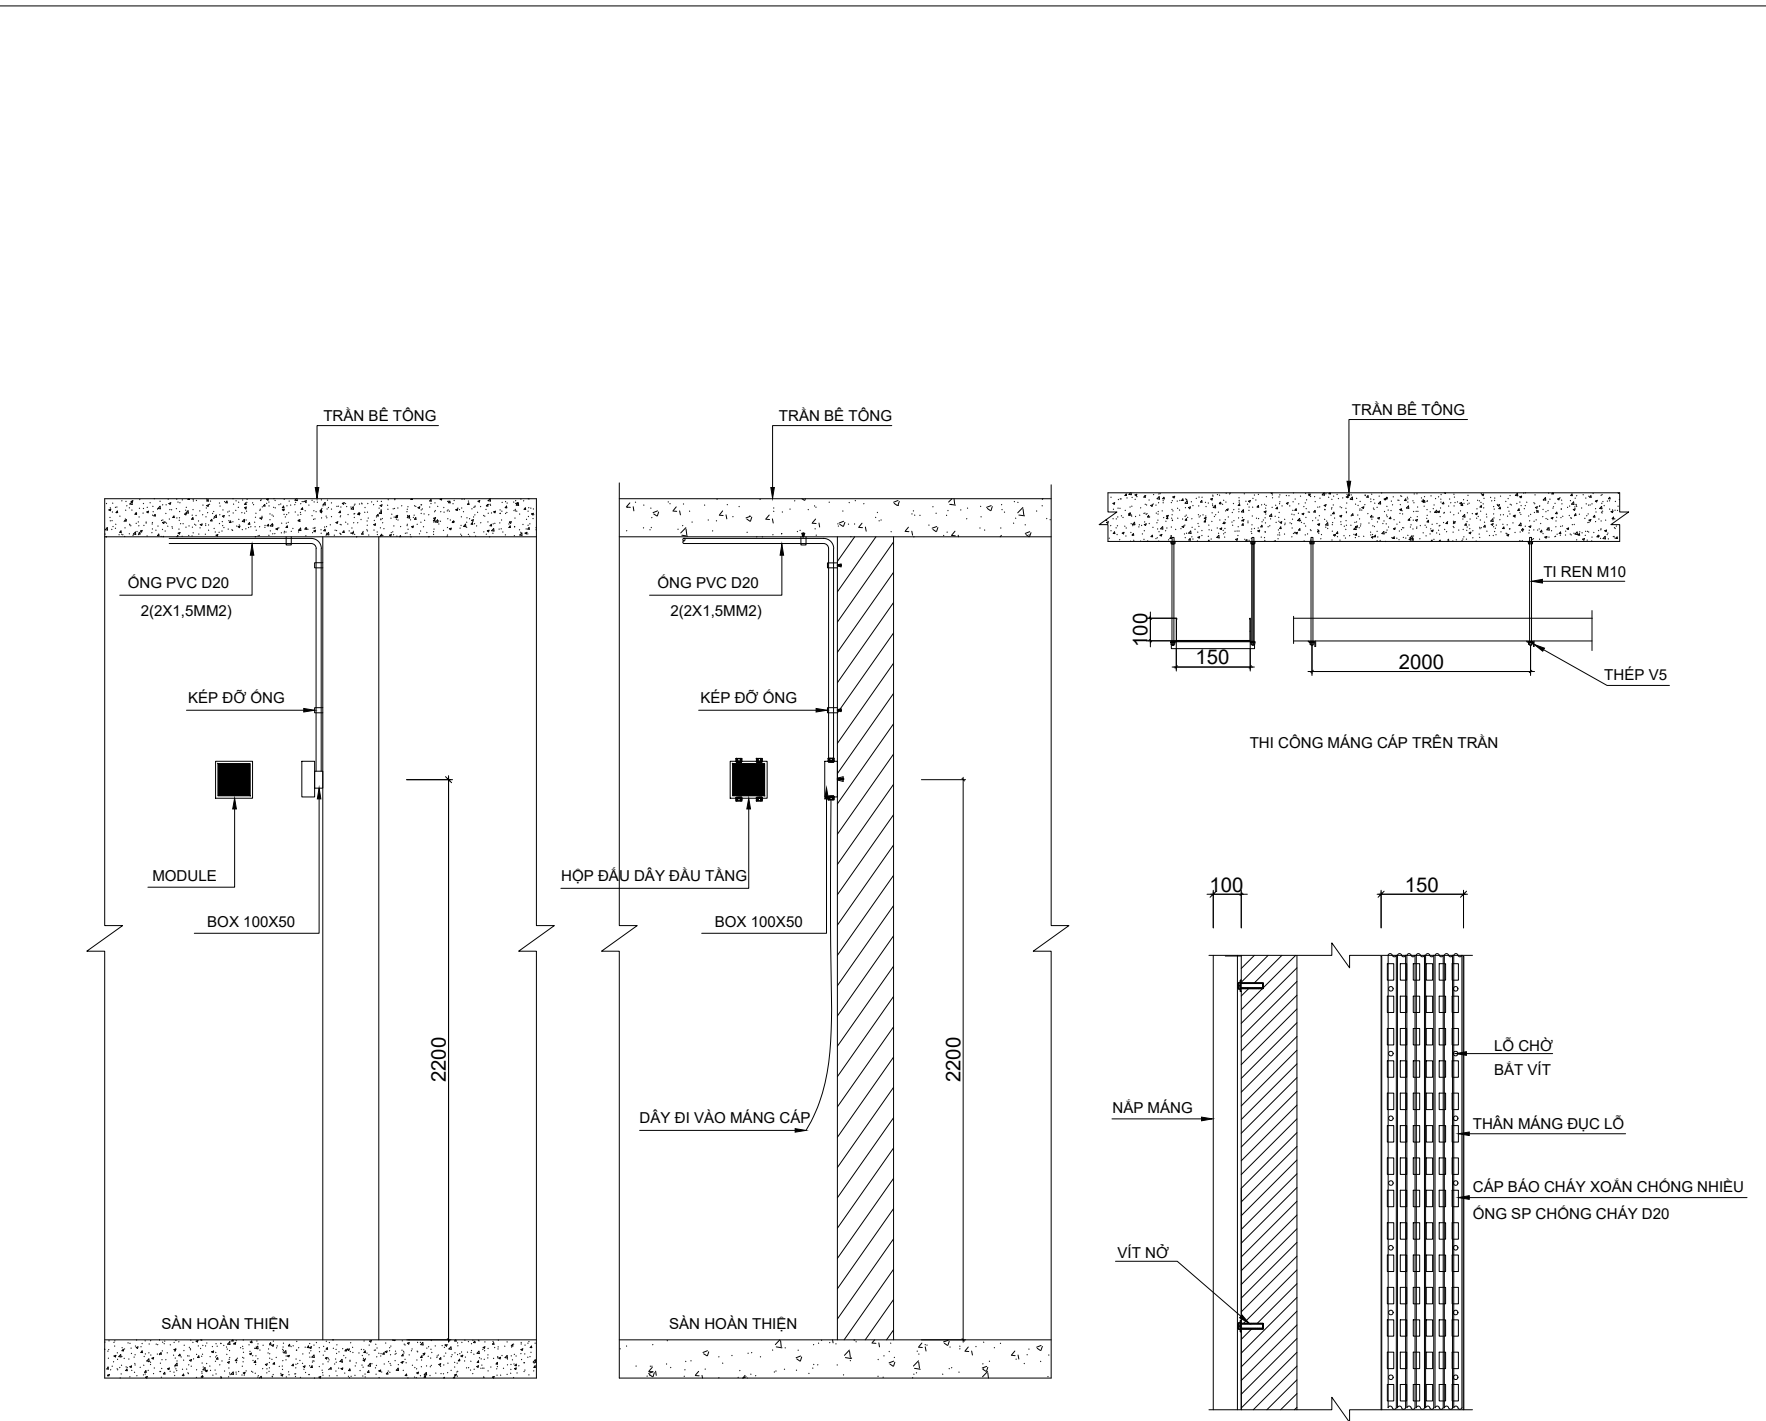 TRẦN BÊ TÔNG
ỐNG PVC D20
2(2X1,5MM2)
KÉP ĐỠ ỐNG
MODULE
BOX 100X50
2200
SÀN HOÀN THIỆN
TRẦN BÊ TÔNG
ỐNG PVC D20
2(2X1,5MM2)
KÉP ĐỠ ỐNG
HỘP ĐẤU DÂY ĐẦU TẦNG
BOX 100X50
2200
DÂY ĐI VÀO MÁNG CÁP
SÀN HOÀN THIỆN
TRẦN BÊ TÔNG
TI REN M10
100
150
2000
THÉP V5
THI CÔNG MÁNG CÁP TRÊN TRẦN
100
150
LỖ CHỜ
BẮT VÍT
NẮP MÁNG
THÂN MÁNG ĐỤC LỖ
CÁP BÁO CHÁY XOẮN CHỐNG NHIỄU
ỐNG SP CHỐNG CHÁY D20
VÍT NỞ